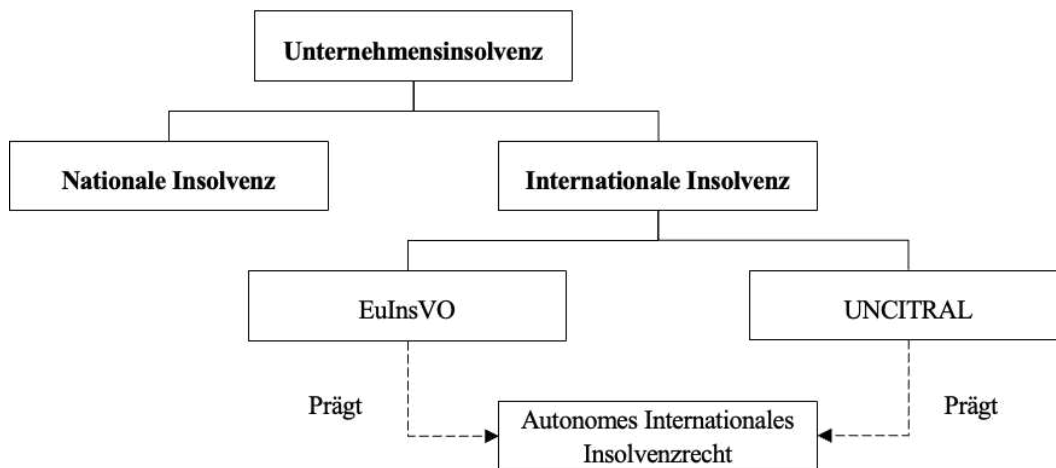 Unternehmensinsolvenz
Nationale Insolvenz
Internationale Insolvenz
EuInsVO
UNCITRAL
Prägt
Prägt
Autonomes Internationales
Insolvenzrecht